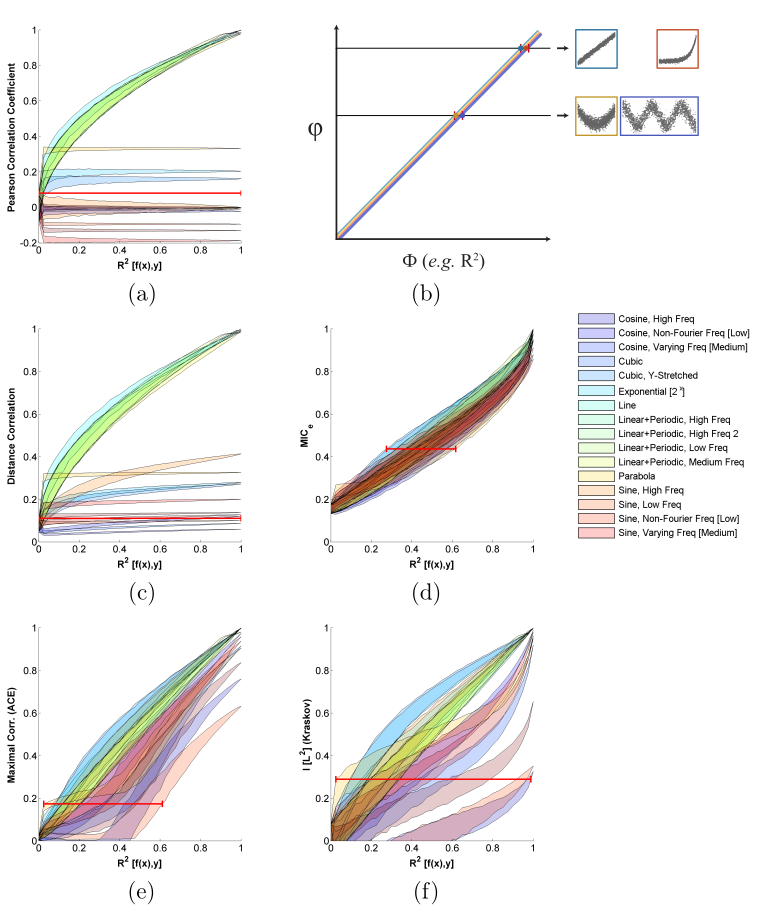 1
0.8
0.6
0.4
0.2
0
-0.2
Pearson Correlation Coefficient
0 0.2 0.4 0.6 0.8 1
R² [f(x),y]
(a)
φ
Φ (e.g. R²)
(b)
1
0.8
0.6
0.4
0.2
0
Distance Correlation
0 0.2 0.4 0.6 0.8 1
R² [f(x),y]
(c)
1
0.8
0.6
0.4
0.2
0
MICₑ
0 0.2 0.4 0.6 0.8 1
R² [f(x),y]
(d)
Cosine, High Freq
Cosine, Non-Fourier Freq [Low]
Cosine, Varying Freq [Medium]
Cubic
Cubic, Y-Stretched
Exponential [2ˣ]
Line
Linear+Periodic, High Freq
Linear+Periodic, High Freq 2
Linear+Periodic, Low Freq
Linear+Periodic, Medium Freq
Parabola
Sine, High Freq
Sine, Low Freq
Sine, Non-Fourier Freq [Low]
Sine, Varying Freq [Medium]
1
0.8
0.6
0.4
0.2
0
Maximal Corr. (ACE)
0 0.2 0.4 0.6 0.8 1
R² [f(x),y]
(e)
1
0.8
0.6
0.4
0.2
0
I [L²] (Kraskov)
0 0.2 0.4 0.6 0.8 1
R² [f(x),y]
(f)